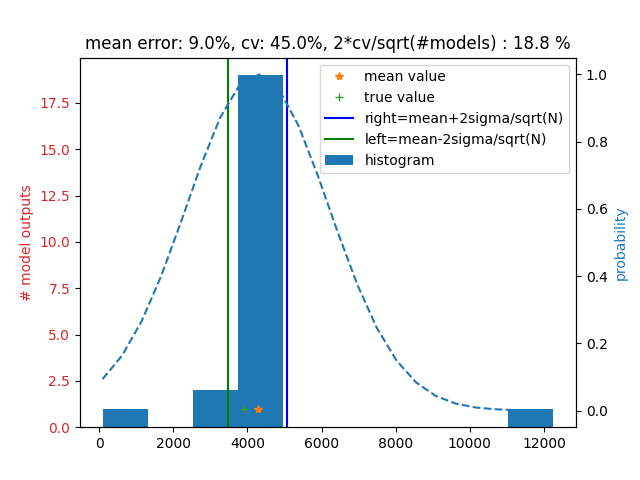 mean error: 9.0%, cv: 45.0%, 2*cv/sqrt(#models) : 18.8 %
mean value
true value
right=mean+2sigma/sqrt(N)
left=mean-2sigma/sqrt(N)
histogram
# model outputs
17.5
15.0
12.5
10.0
7.5
5.0
2.5
0.0
probability
1.0
0.8
0.6
0.4
0.2
0.0
0 2000 4000 6000 8000 10000 12000